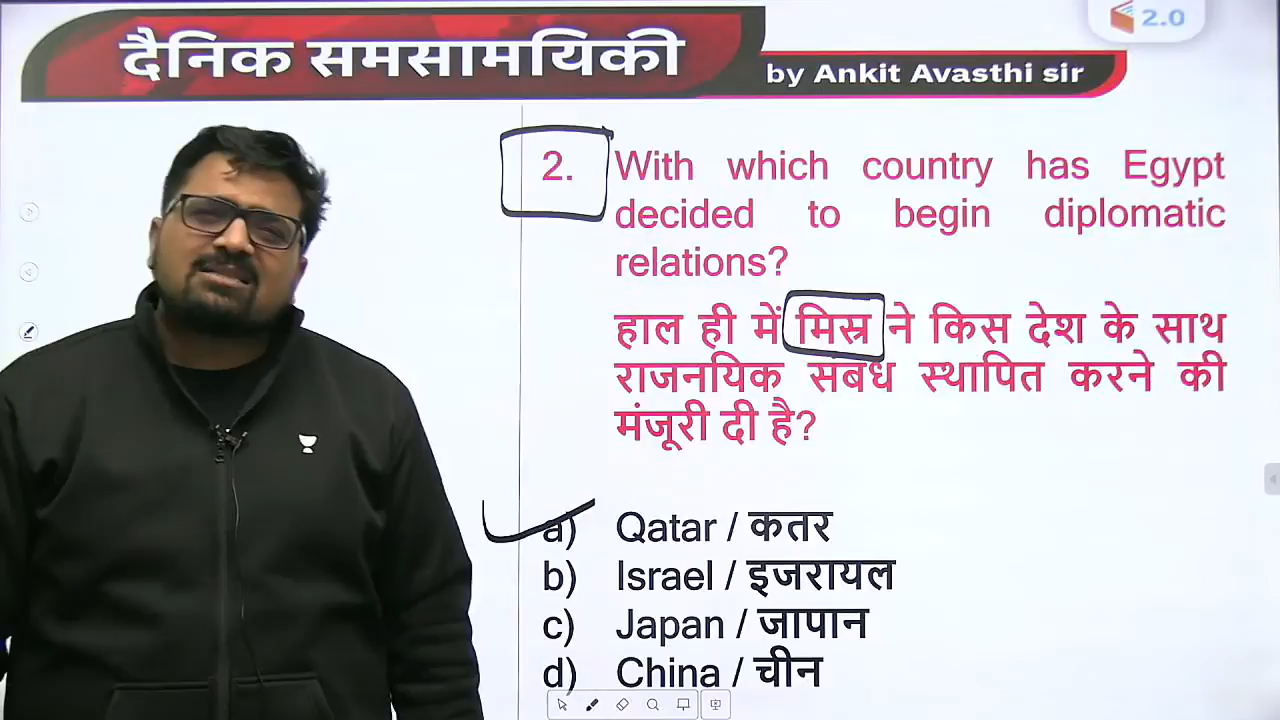 2.0
दैनिक समसामयिकी
by Ankit Avasthi sir
2. With which country has Egypt
decided to begin diplomatic
relations?
हाल ही में मिस्र ने किस देश के साथ
राजनयिक संबंध स्थापित करने की
मंजूरी दी है?
a) Qatar / कतर
b) Israel / इजरायल
c) Japan / जापान
d) China / चीन